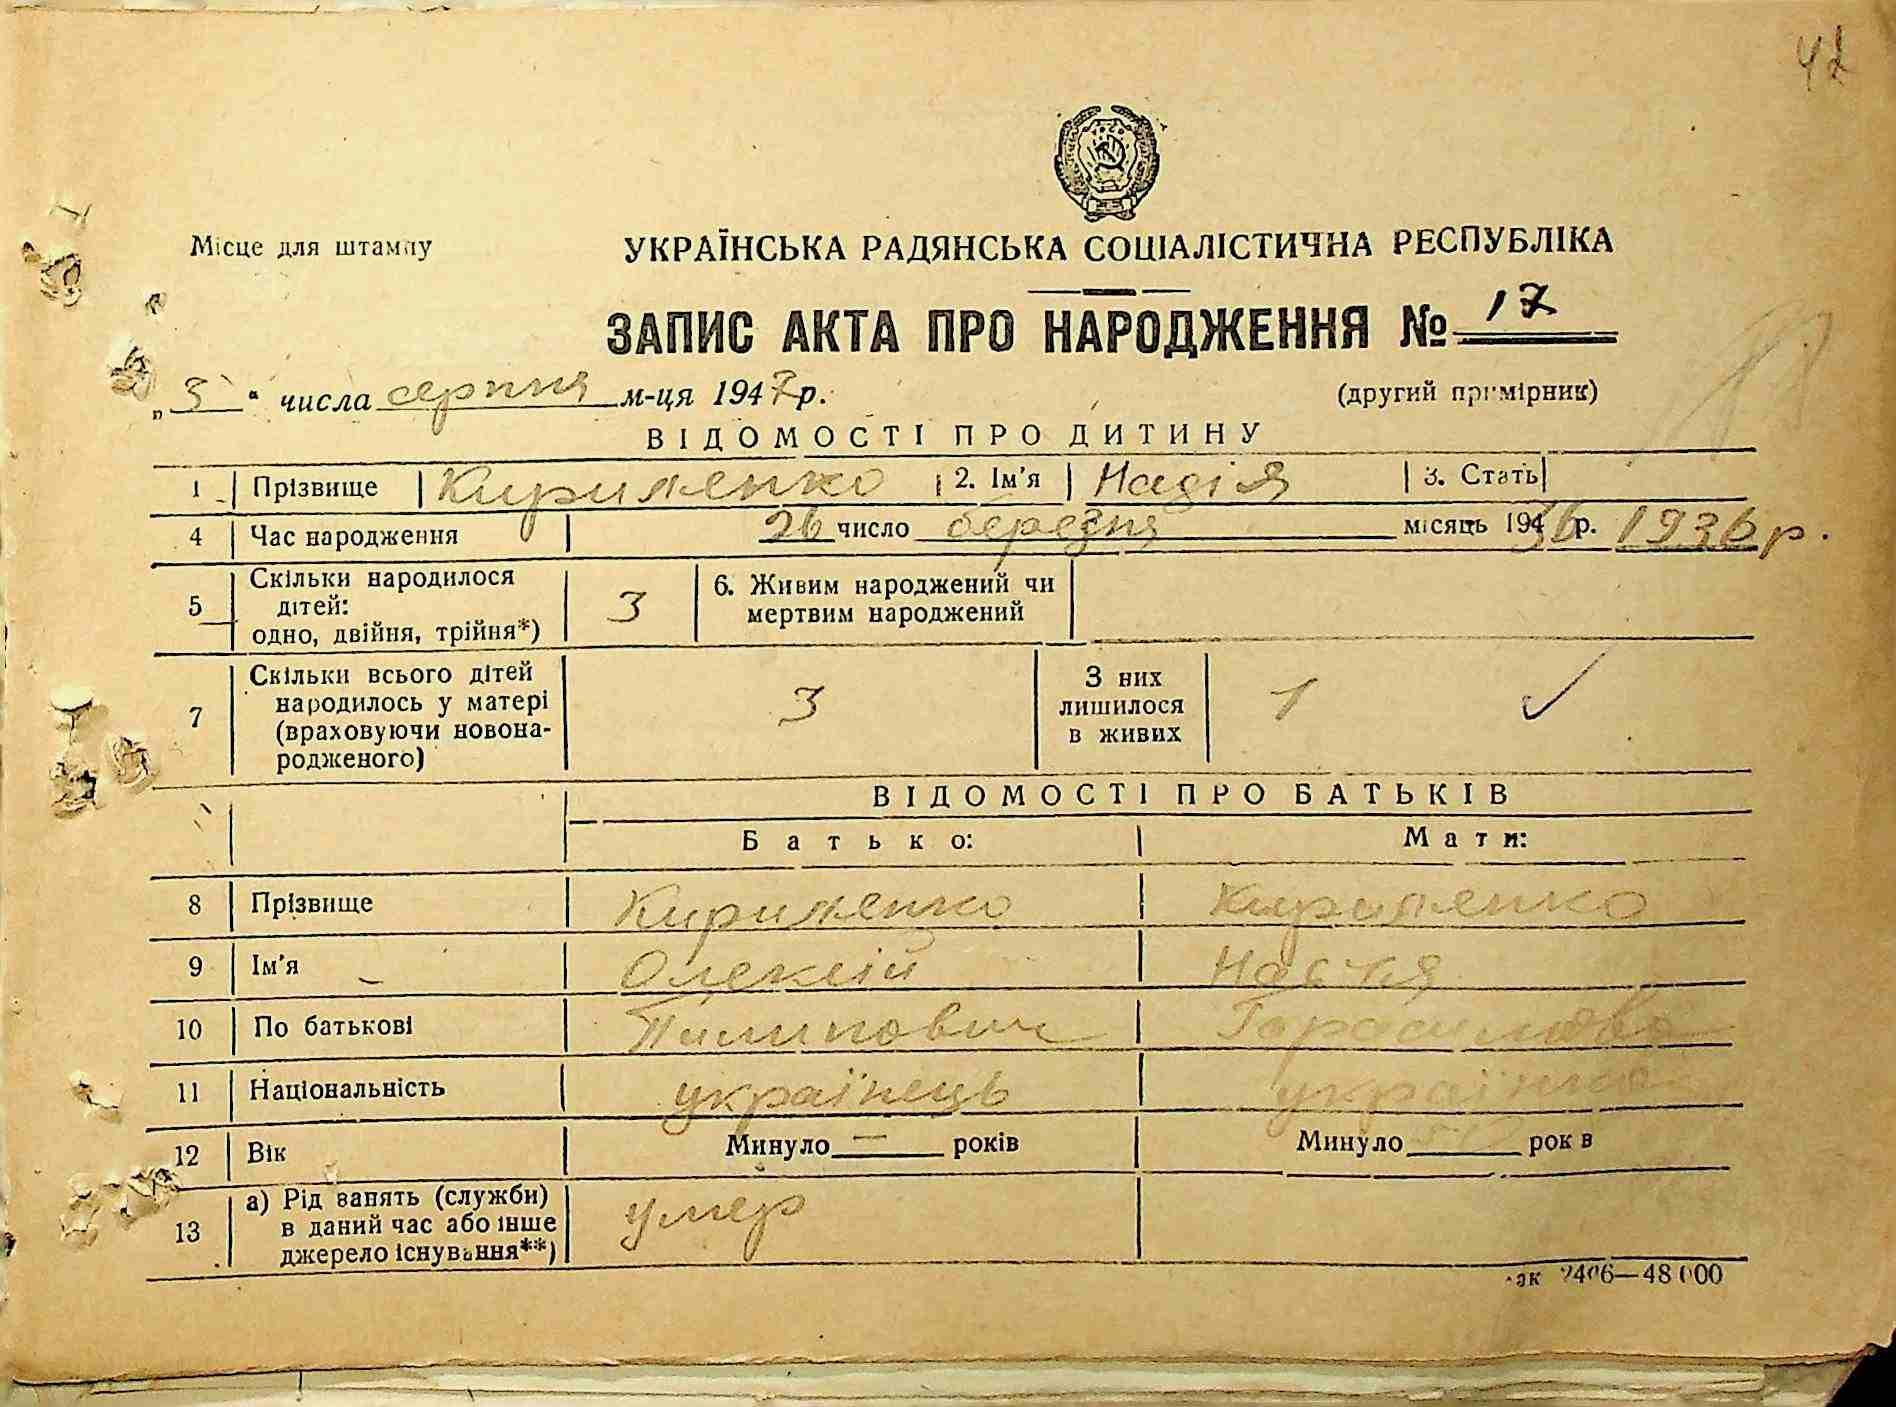 42
Місце для штампу
УКРАЇНСЬКА РАДЯНСЬКА СОЦІАЛІСТИЧНА РЕСПУБЛІКА
ЗАПИС АКТА ПРО НАРОДЖЕННЯ № 17
„3“ числа серпня м-ця 1947 р. (другий примірник)
ВІДОМОСТІ ПРО ДИТИНУ
1 Прізвище Кириленко 2. Ім'я Надія 3. Стать
4 Час народження 26 число березня місяць 1936 р. 1936 р.
5 Скільки народилося дітей: одно, двійня, трійня*) 3 6. Живим народжений чи мертвим народжений
7 Скільки всього дітей народилось у матері (враховуючи новонародженого) 3 З них лишилося в живих 1
ВІДОМОСТІ ПРО БАТЬКІВ
Батько: Мати:
8 Прізвище Кириленко Кириленко
9 Ім'я Олексій Настя
10 По батькові Пилипович Гарасимова
11 Національність українець українка
12 Вік Минуло — років Минуло рок в
13 а) Рід занять (служби) в даний час або інше джерело існування**) умер
зак 2406—48 000